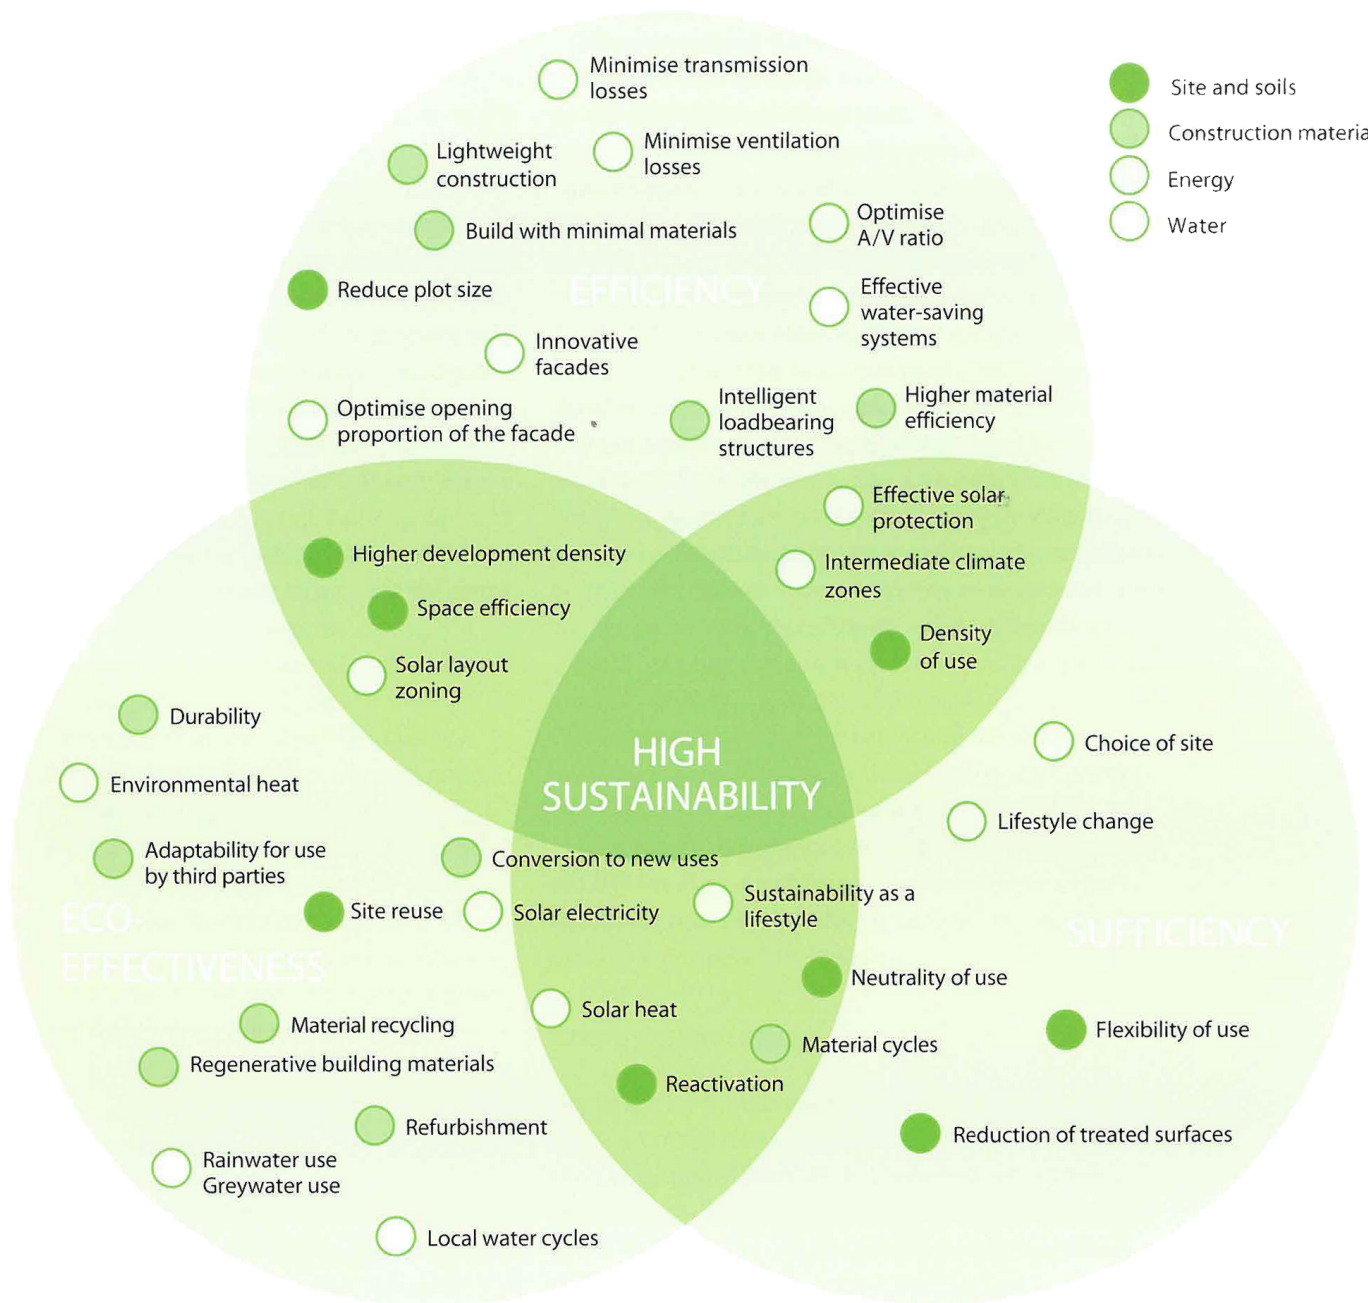 Minimise transmission
losses
Minimise ventilation
losses
Lightweight
construction
Build with minimal materials
Optimise
A/V ratio
Reduce plot size
EFFICIENCY
Effective
water-saving
systems
Innovative
facades
Optimise opening
proportion of the facade
Intelligent
loadbearing
structures
Higher material
efficiency
Site and soils
Construction materia
Energy
Water
Effective solar
protection
Higher development density
Intermediate climate
zones
Space efficiency
Density
of use
Solar layout
zoning
Durability
HIGH
SUSTAINABILITY
Choice of site
Environmental heat
Lifestyle change
Adaptability for use
by third parties
Conversion to new uses
Site reuse
Solar electricity
Sustainability as a
lifestyle
ECO-
EFFECTIVENESS
SUFFICIENCY
Neutrality of use
Solar heat
Material recycling
Flexibility of use
Material cycles
Regenerative building materials
Reactivation
Refurbishment
Reduction of treated surfaces
Rainwater use
Greywater use
Local water cycles